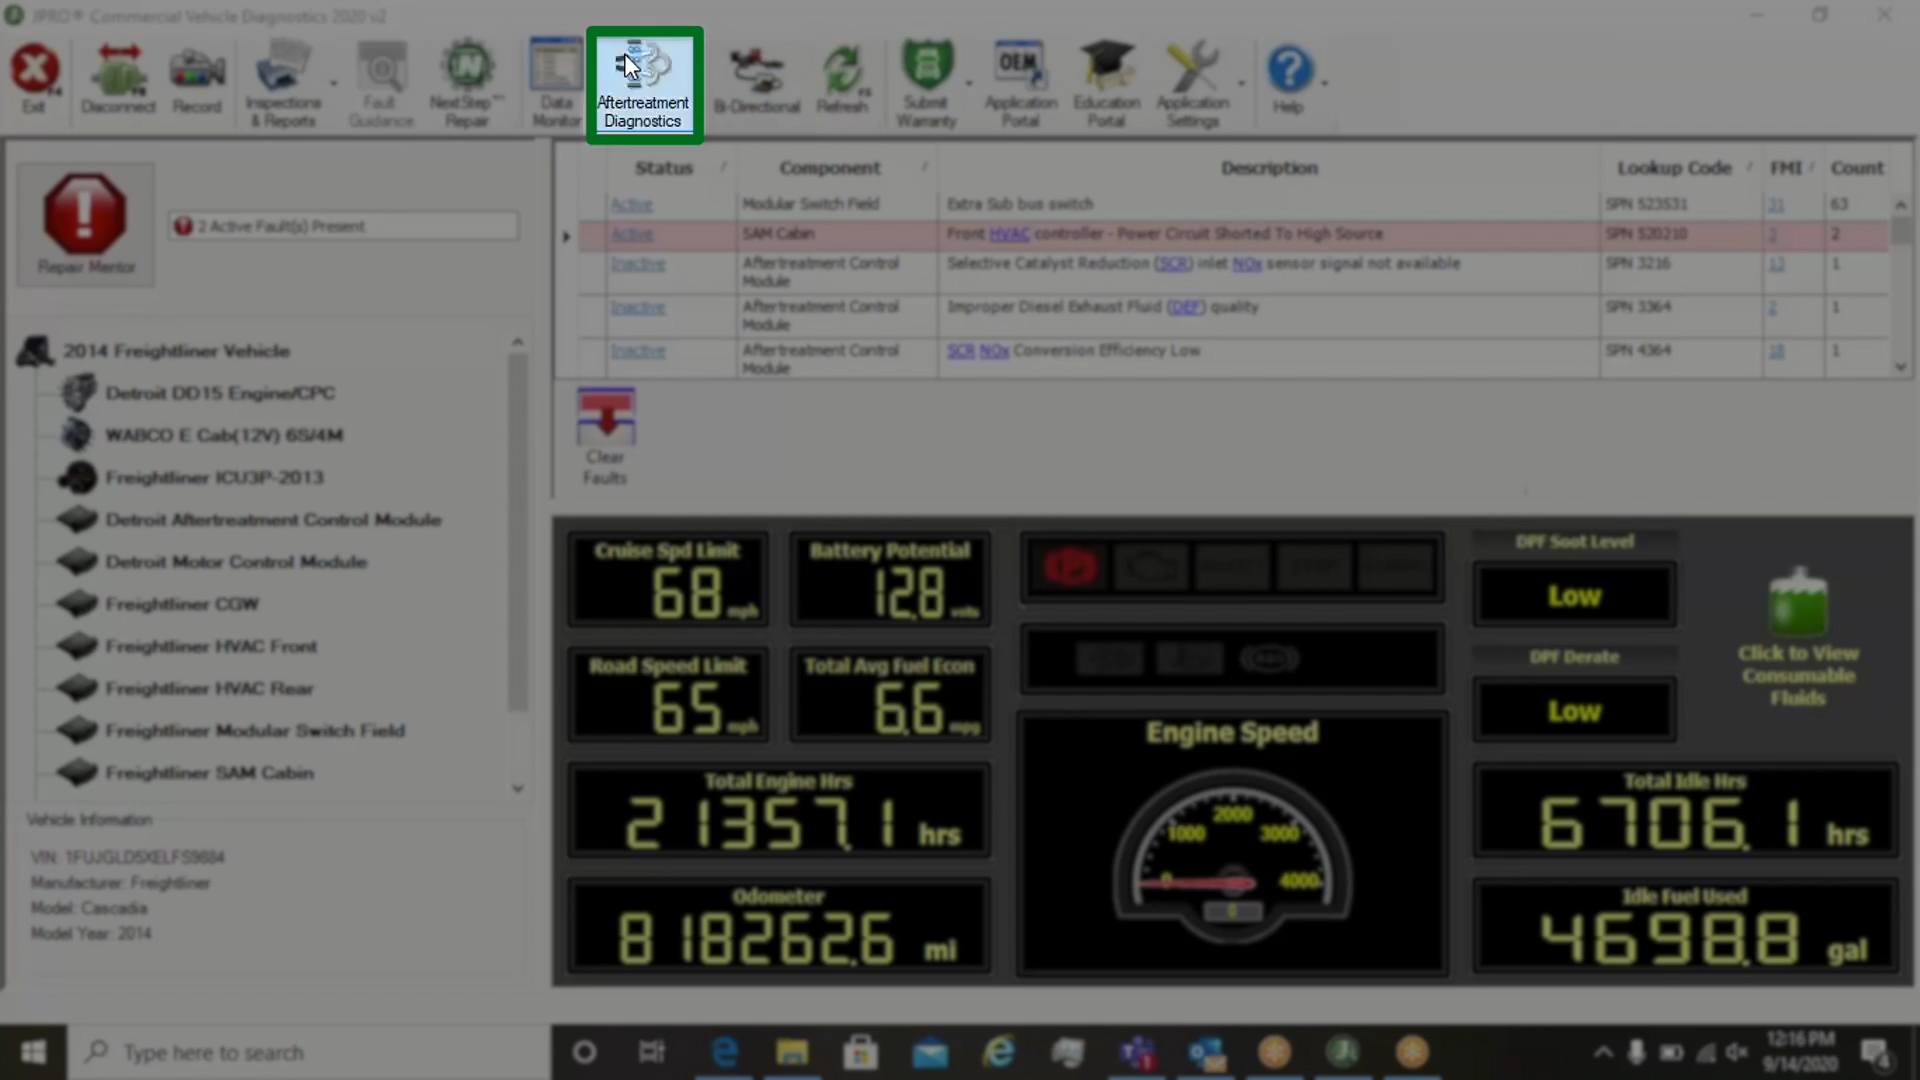 JPRO® Commercial Vehicle Diagnostics 2020 v2
Exit
Disconnect
Record
Inspections & Reports
Fault Guidance
NextStep™ Repair
Data Monitor
Aftertreatment Diagnostics
Bi-Directional
Refresh
Submit Warranty
OEM
Application Portal
Education Portal
Application Settings
Help
Repair Mentor
2 Active Fault(s) Present
Status Component Description Lookup Code FMI Count
Active Modular Switch Field Extra Sub bus switch SPN 523531 31 63
Active SAM Cabin Front HVAC controller - Power Circuit Shorted To High Source SPN 520210 3 2
Inactive Aftertreatment Control Module Selective Catalyst Reduction (SCR) inlet NOx sensor signal not available SPN 3216 13 1
Inactive Aftertreatment Control Module Improper Diesel Exhaust Fluid (DEF) quality SPN 3364 2 1
Inactive Aftertreatment Control Module SCR NOx Conversion Efficiency Low SPN 4364 18 1
Clear Faults
2014 Freightliner Vehicle
Detroit DD15 Engine/CPC
WABCO E Cab(12V) 6S/4M
Freightliner ICU3P-2013
Detroit Aftertreatment Control Module
Detroit Motor Control Module
Freightliner CGW
Freightliner HVAC Front
Freightliner HVAC Rear
Freightliner Modular Switch Field
Freightliner SAM Cabin
Vehicle Information
VIN: 1FUJGLD5XELFS9884
Manufacturer: Freightliner
Model: Cascadia
Model Year: 2014
Cruise Spd Limit
68 mph
Battery Potential
12.8 volts
Road Speed Limit
65 mph
Total Avg Fuel Econ
6.6 mpg
Total Engine Hrs
21357.1 hrs
Odometer
818262.6 mi
Engine Speed
0 1000 2000 3000 4000
0
DPF Soot Level
Low
DPF Derate
Low
Click to View
Consumable
Fluids
Total Idle Hrs
6706.1 hrs
Idle Fuel Used
4698.8 gal
Type here to search
12:16 PM
9/14/2020